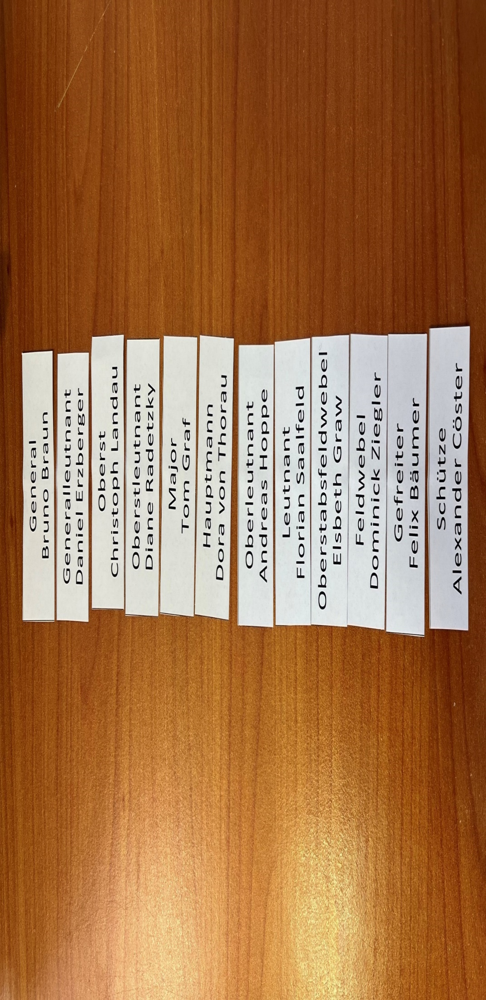 General
Bruno Braun
Generalleutnant
Daniel Erzberger
Oberst
Christoph Landau
Oberstleutnant
Diane Radetzky
Major
Tom Graf
Hauptmann
Dora von Thorau
Oberleutnant
Andreas Hoppe
Leutnant
Florian Saalfeld
Oberstabsfeldwebel
Elsbeth Graw
Feldwebel
Dominick Ziegler
Gefreiter
Felix Bäumer
Schütze
Alexander Cöster